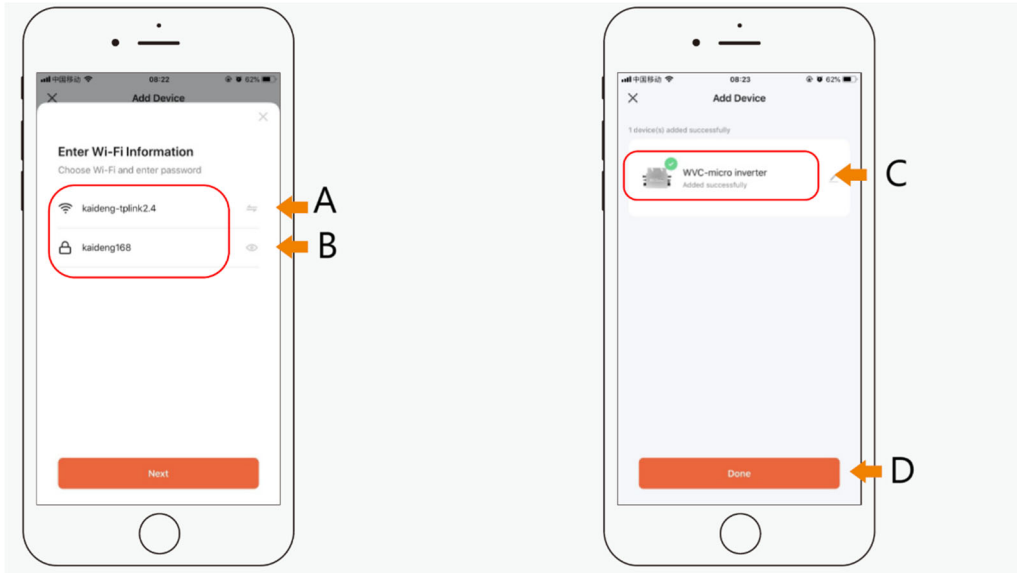 中国移动 08:22 62%
Add Device
Enter Wi-Fi Information
Choose Wi-Fi and enter password
kaideng-tplink2.4
A
kaideng168
B
Next
中国移动 08:23 62%
Add Device
1 device(s) added successfully
WVC-micro inverter
Added successfully
C
Done
D